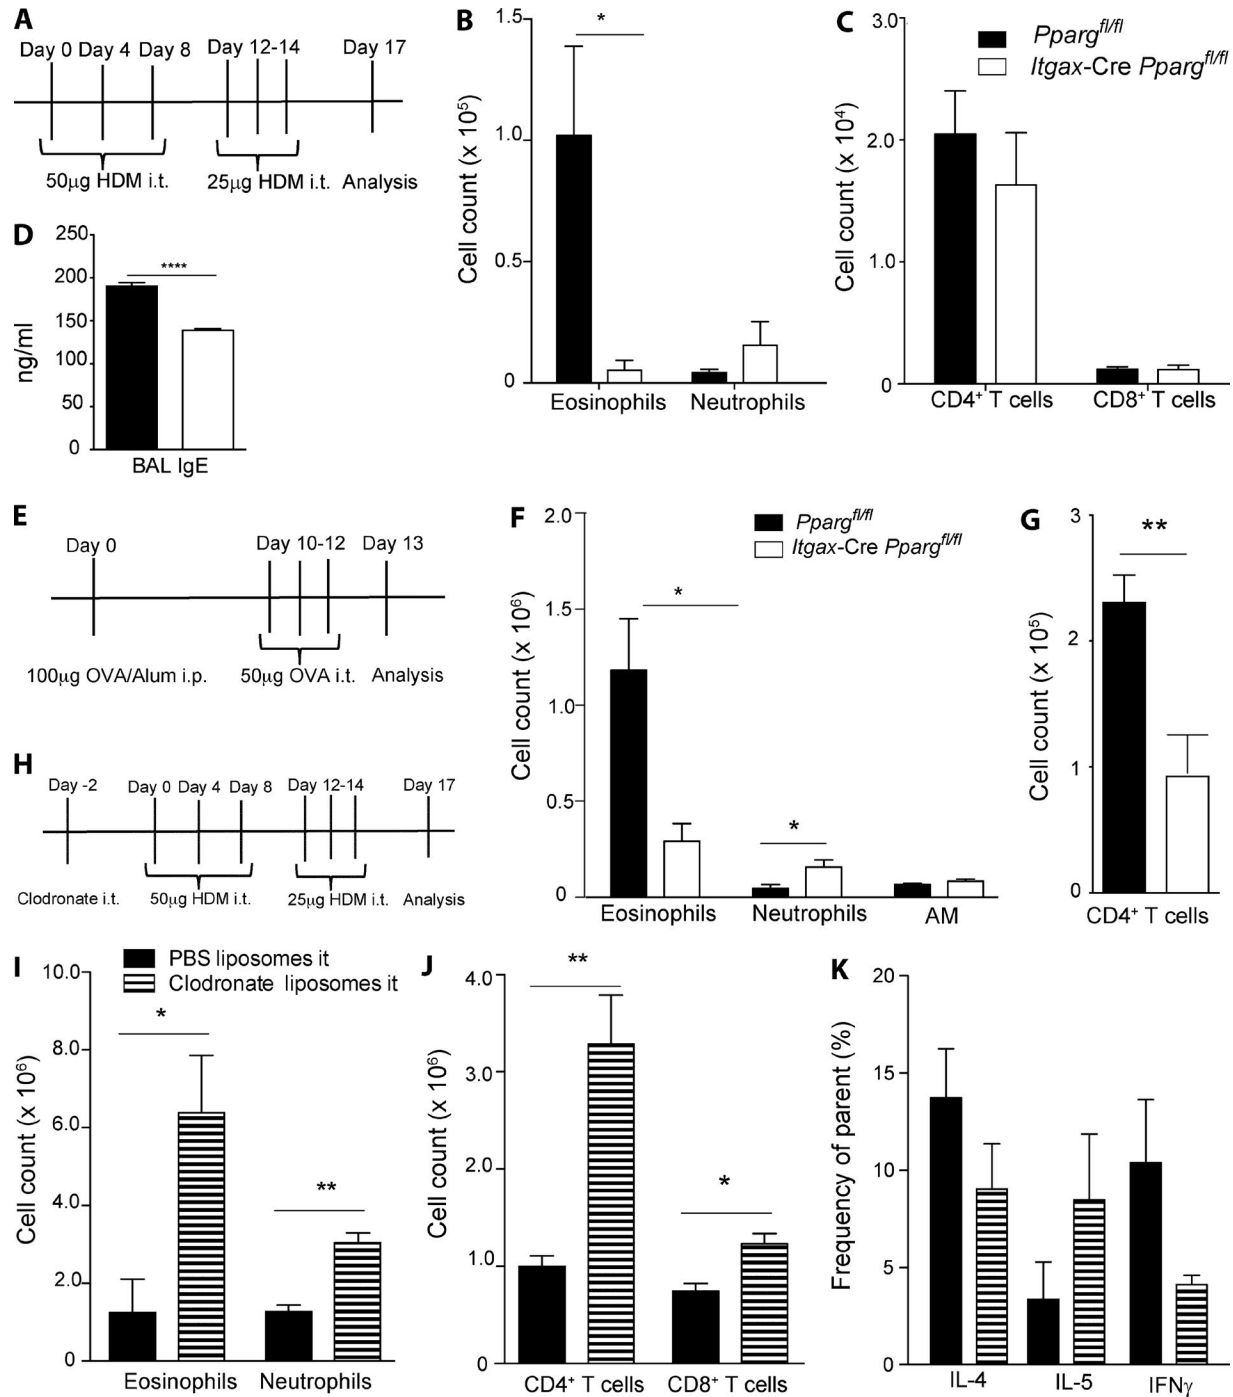 A
Day 0 Day 4 Day 8 Day 12-14 Day 17
50µg HDM i.t. 25µg HDM i.t. Analysis
B
*
Cell count (x 10⁵)
1.5
1.0
0.5
0
Eosinophils Neutrophils
C
Ppargfl/fl
Itgax-Cre Ppargfl/fl
Cell count (x 10⁴)
3.0
2.0
1.0
0
CD4⁺ T cells CD8⁺ T cells
D
****
ng/ml
250
200
150
100
50
0
BAL IgE
E
Day 0 Day 10-12 Day 13
100µg OVA/Alum i.p. 50µg OVA i.t. Analysis
F
Ppargfl/fl
Itgax-Cre Ppargfl/fl
*
*
Cell count (x 10⁶)
2.0
1.5
1.0
0.5
0
Eosinophils Neutrophils AM
G
**
Cell count (x 10⁵)
3
2
1
0
CD4⁺ T cells
H
Day -2 Day 0 Day 4 Day 8 Day 12-14 Day 17
Clodronate i.t. 50µg HDM i.t. 25µg HDM i.t. Analysis
I
PBS liposomes it
Clodronate liposomes it
*
**
Cell count (x 10⁶)
10.0
8.0
6.0
4.0
2.0
0
Eosinophils Neutrophils
J
**
*
Cell count (x 10⁶)
4.0
3.0
2.0
1.0
0
CD4⁺ T cells CD8⁺ T cells
K
Frequency of parent (%)
20
15
10
5
0
IL-4 IL-5 IFNγ